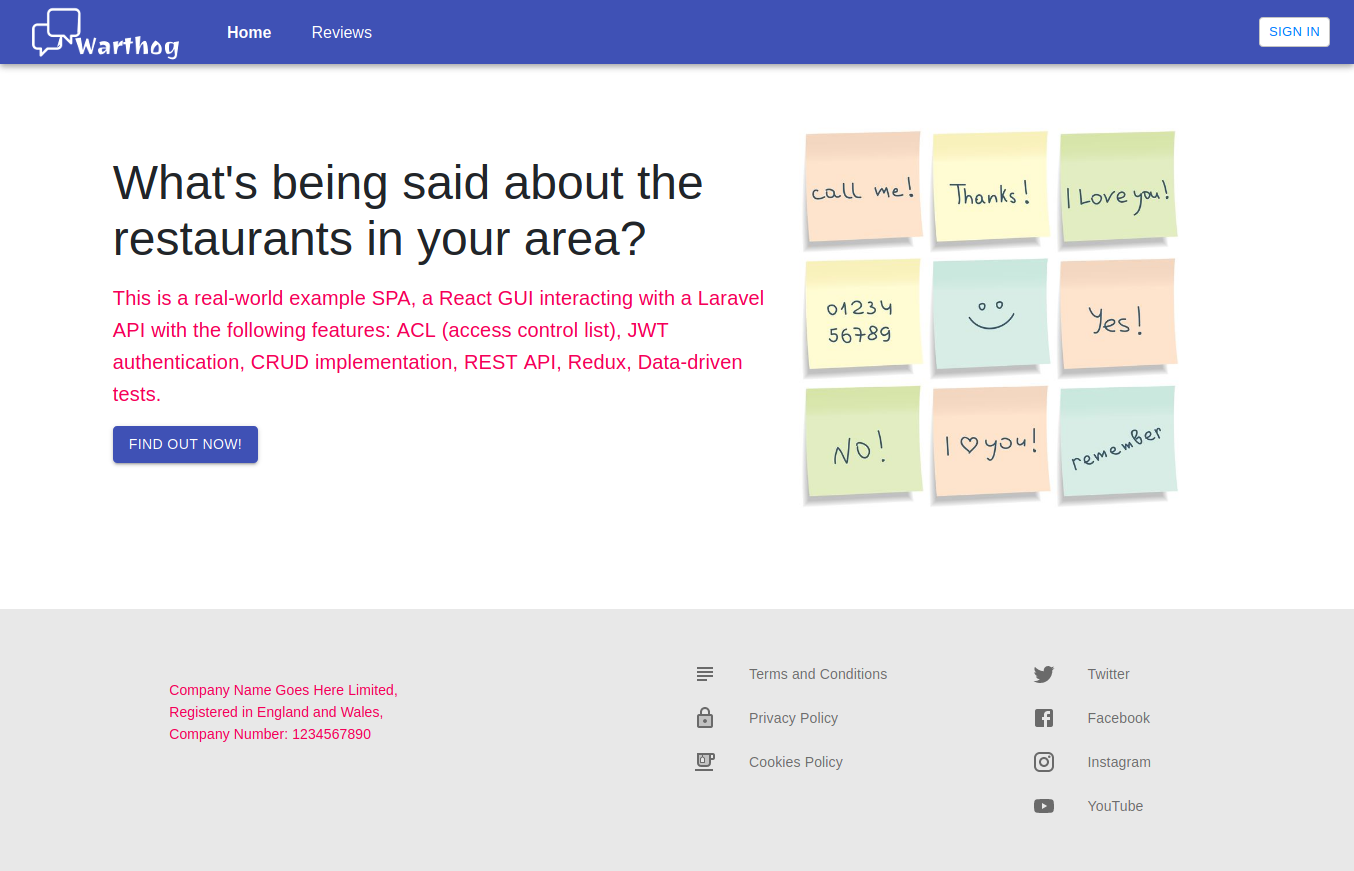 Warthog
Home
Reviews
SIGN IN
What's being said about the
restaurants in your area?
This is a real-world example SPA, a React GUI interacting with a Laravel
API with the following features: ACL (access control list), JWT
authentication, CRUD implementation, REST API, Redux, Data-driven
tests.
FIND OUT NOW!
call me!
Thanks!
I Love you!
01234
56789
Yes!
NO!
I ♡ you!
remember
Company Name Goes Here Limited,
Registered in England and Wales,
Company Number: 1234567890
Terms and Conditions
Privacy Policy
Cookies Policy
Twitter
Facebook
Instagram
YouTube